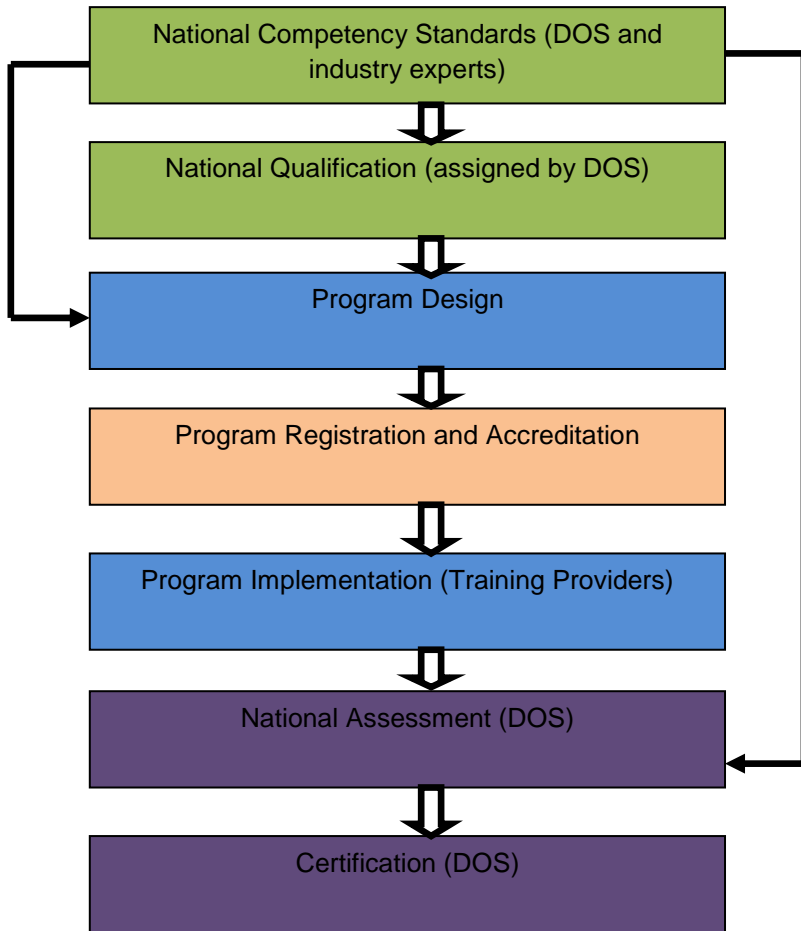 National Competency Standards (DOS and
industry experts)
National Qualification (assigned by DOS)
Program Design
Program Registration and Accreditation
Program Implementation (Training Providers)
National Assessment (DOS)
Certification (DOS)